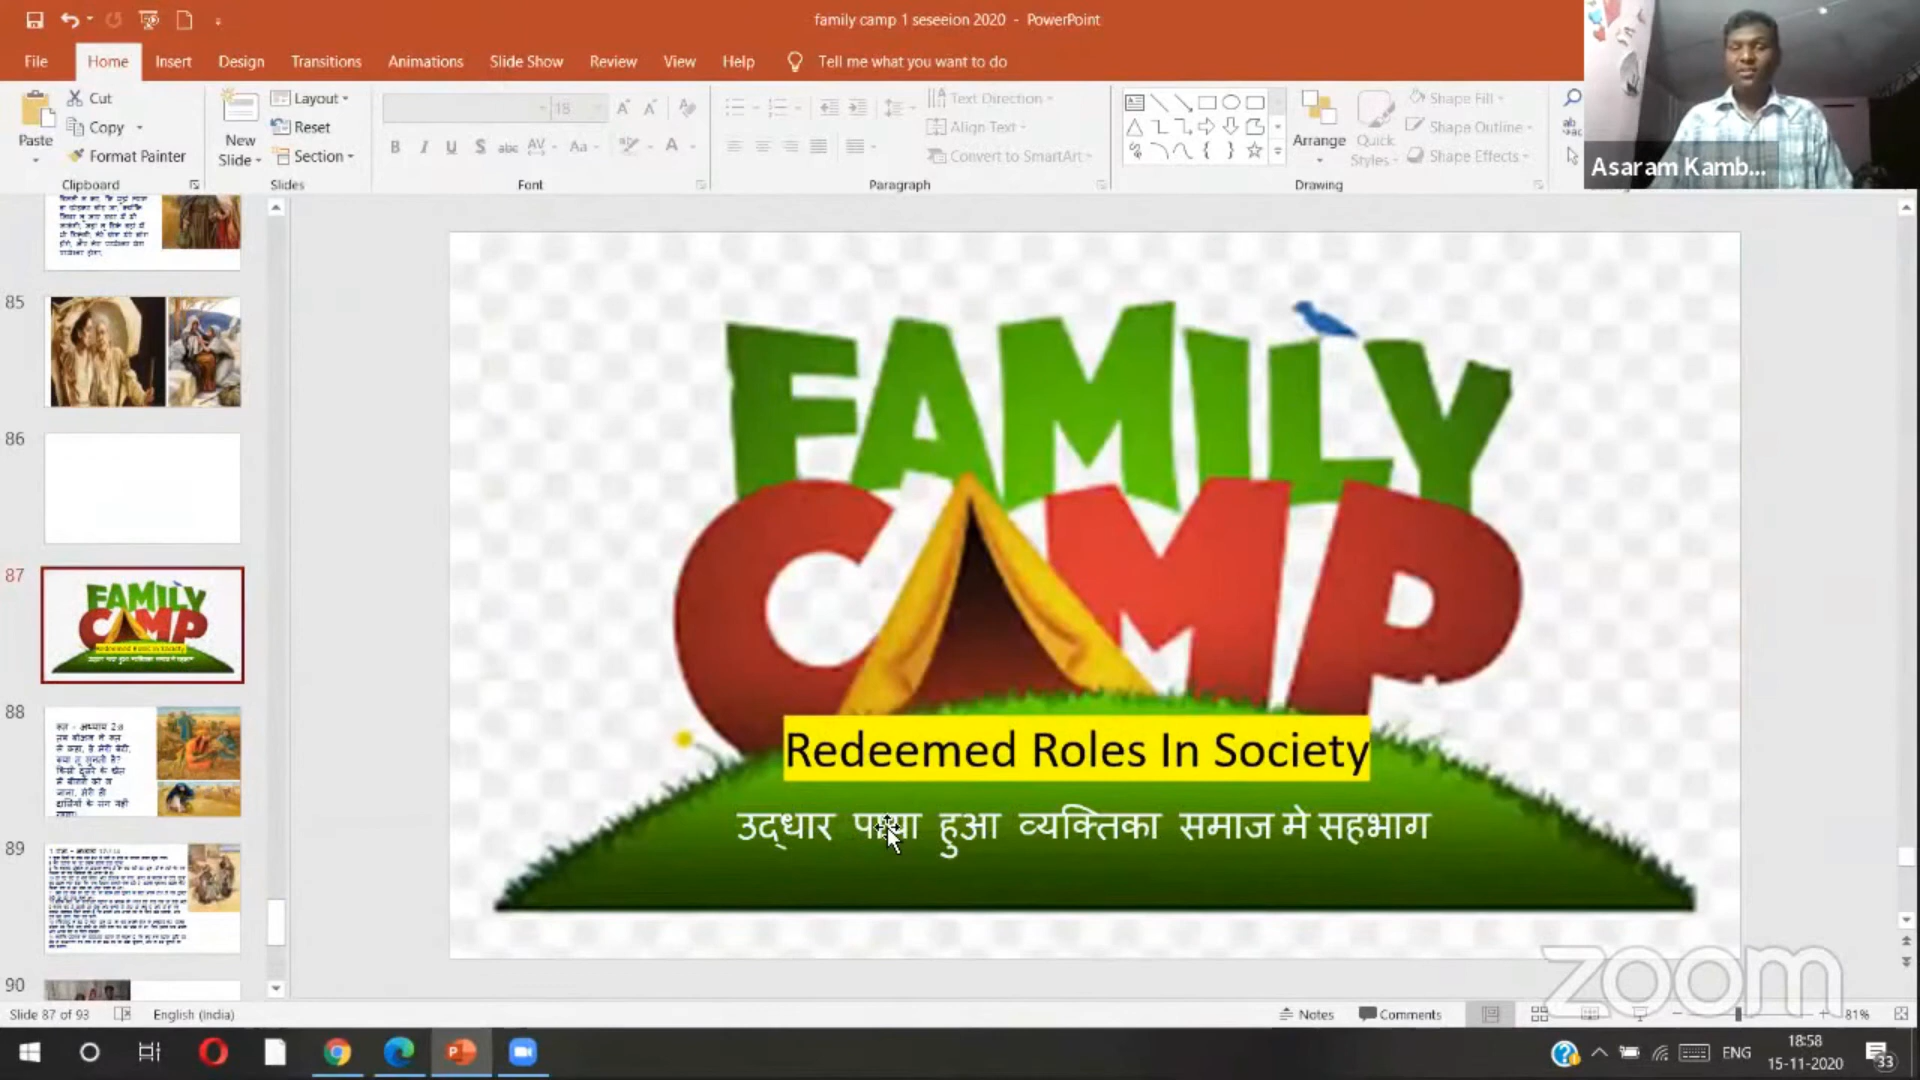 family camp 1 seseeion 2020 - PowerPoint
File Home Insert Design Transitions Animations Slide Show Review View Help Tell me what you want to do
Paste
Cut
Copy
Format Painter
Clipboard
New Slide
Layout
Reset
Section
Slides
18
Font
Text Direction
Align Text
Convert to SmartArt
Paragraph
Arrange
Quick Styles
Shape Fill
Shape Outline
Shape Effects
Drawing
Asaram Kamb...
85
86
87
88
89
90
FAMILY
CAMP
Redeemed Roles In Society
उद्धार पाया हुआ व्यक्तिका समाज मे सहभाग
zoom
Slide 87 of 93 English (India) Notes Comments 81%
ENG
18:58
15-11-2020
33